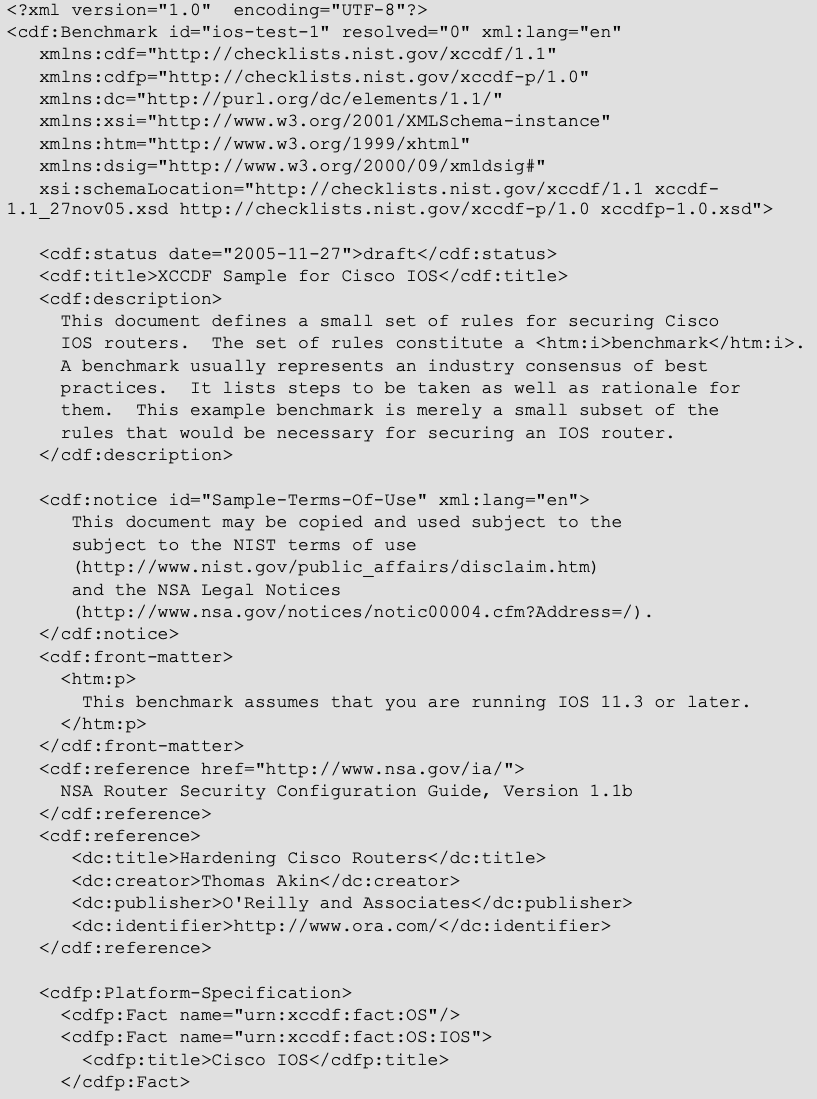 <?xml version="1.0"  encoding="UTF-8"?>
<cdf:Benchmark id="ios-test-1" resolved="0" xml:lang="en"
   xmlns:cdf="http://checklists.nist.gov/xccdf/1.1"
   xmlns:cdfp="http://checklists.nist.gov/xccdf-p/1.0"
   xmlns:dc="http://purl.org/dc/elements/1.1/"
   xmlns:xsi="http://www.w3.org/2001/XMLSchema-instance"
   xmlns:htm="http://www.w3.org/1999/xhtml"
   xmlns:dsig="http://www.w3.org/2000/09/xmldsig#"
   xsi:schemaLocation="http://checklists.nist.gov/xccdf/1.1 xccdf-
1.1_27nov05.xsd http://checklists.nist.gov/xccdf-p/1.0 xccdfp-1.0.xsd">

   <cdf:status date="2005-11-27">draft</cdf:status>
   <cdf:title>XCCDF Sample for Cisco IOS</cdf:title>
   <cdf:description>
     This document defines a small set of rules for securing Cisco
     IOS routers.  The set of rules constitute a <htm:i>benchmark</htm:i>.
     A benchmark usually represents an industry consensus of best
     practices.  It lists steps to be taken as well as rationale for
     them.  This example benchmark is merely a small subset of the
     rules that would be necessary for securing an IOS router.
   </cdf:description>

   <cdf:notice id="Sample-Terms-Of-Use" xml:lang="en">
      This document may be copied and used subject to the
      subject to the NIST terms of use
      (http://www.nist.gov/public_affairs/disclaim.htm)
      and the NSA Legal Notices
      (http://www.nsa.gov/notices/notic00004.cfm?Address=/).
   </cdf:notice>
   <cdf:front-matter>
     <htm:p>
       This benchmark assumes that you are running IOS 11.3 or later.
     </htm:p>
   </cdf:front-matter>
   <cdf:reference href="http://www.nsa.gov/ia/">
     NSA Router Security Configuration Guide, Version 1.1b
   </cdf:reference>
   <cdf:reference>
      <dc:title>Hardening Cisco Routers</dc:title>
      <dc:creator>Thomas Akin</dc:creator>
      <dc:publisher>O'Reilly and Associates</dc:publisher>
      <dc:identifier>http://www.ora.com/</dc:identifier>
   </cdf:reference>

   <cdfp:Platform-Specification>
     <cdfp:Fact name="urn:xccdf:fact:OS"/>
     <cdfp:Fact name="urn:xccdf:fact:OS:IOS">
       <cdfp:title>Cisco IOS</cdfp:title>
     </cdfp:Fact>